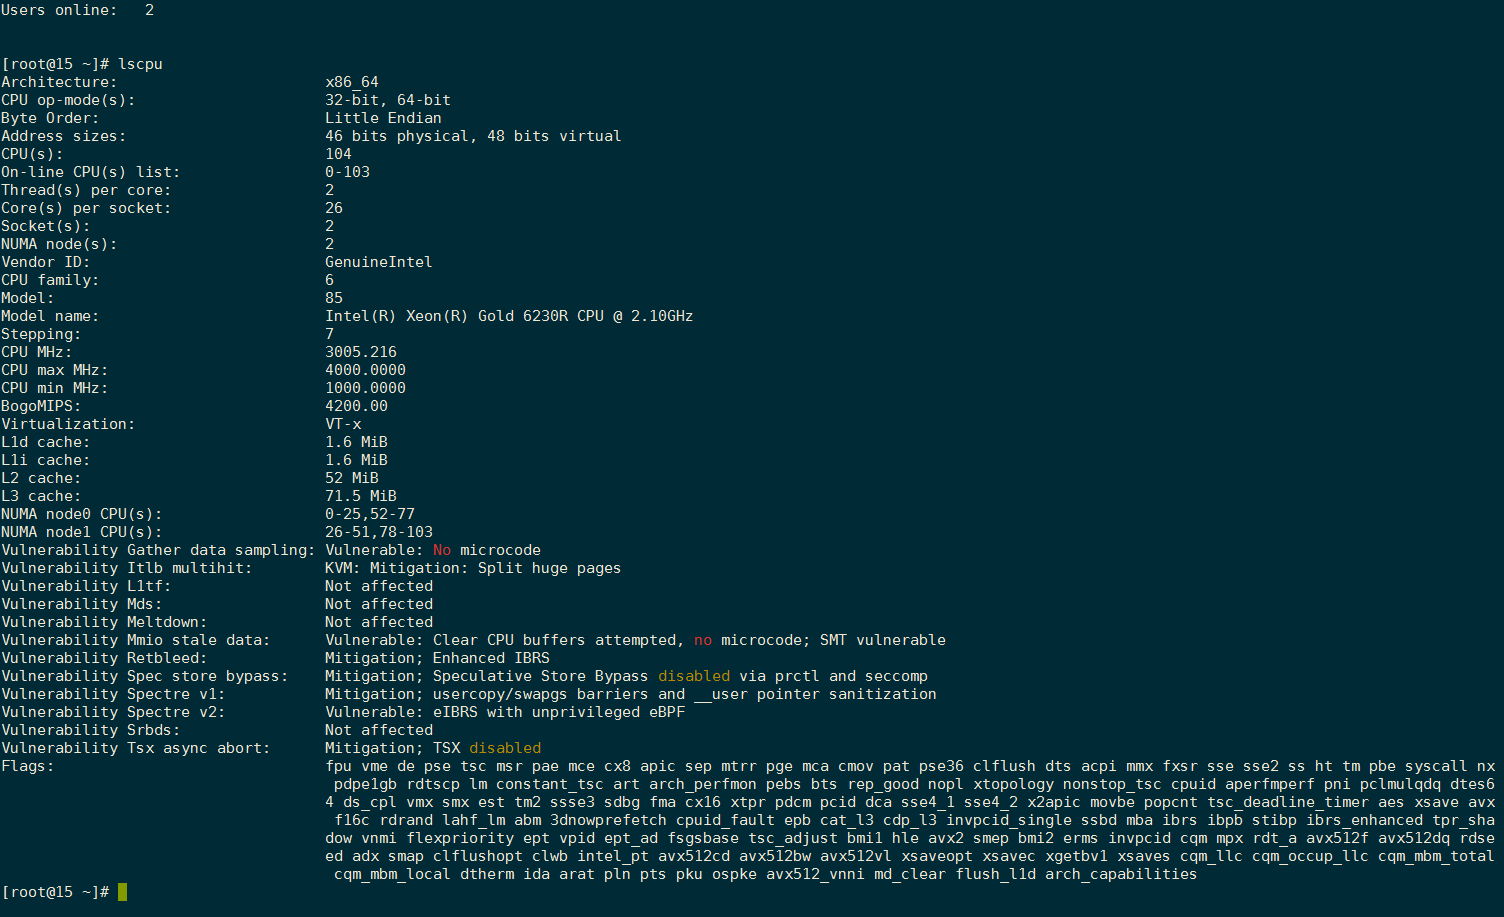 Users online:   2
[root@15 ~]# lscpu
Architecture:                    x86_64
CPU op-mode(s):                  32-bit, 64-bit
Byte Order:                      Little Endian
Address sizes:                   46 bits physical, 48 bits virtual
CPU(s):                          104
On-line CPU(s) list:             0-103
Thread(s) per core:              2
Core(s) per socket:              26
Socket(s):                       2
NUMA node(s):                    2
Vendor ID:                       GenuineIntel
CPU family:                      6
Model:                           85
Model name:                      Intel(R) Xeon(R) Gold 6230R CPU @ 2.10GHz
Stepping:                        7
CPU MHz:                         3005.216
CPU max MHz:                     4000.0000
CPU min MHz:                     1000.0000
BogoMIPS:                        4200.00
Virtualization:                  VT-x
L1d cache:                       1.6 MiB
L1i cache:                       1.6 MiB
L2 cache:                        52 MiB
L3 cache:                        71.5 MiB
NUMA node0 CPU(s):               0-25,52-77
NUMA node1 CPU(s):               26-51,78-103
Vulnerability Gather data sampling: Vulnerable: No microcode
Vulnerability Itlb multihit:        KVM: Mitigation: Split huge pages
Vulnerability L1tf:                 Not affected
Vulnerability Mds:                  Not affected
Vulnerability Meltdown:             Not affected
Vulnerability Mmio stale data:      Vulnerable: Clear CPU buffers attempted, no microcode; SMT vulnerable
Vulnerability Retbleed:             Mitigation; Enhanced IBRS
Vulnerability Spec store bypass:    Mitigation; Speculative Store Bypass disabled via prctl and seccomp
Vulnerability Spectre v1:           Mitigation; usercopy/swapgs barriers and __user pointer sanitization
Vulnerability Spectre v2:           Vulnerable: eIBRS with unprivileged eBPF
Vulnerability Srbds:                Not affected
Vulnerability Tsx async abort:      Mitigation; TSX disabled
Flags:                              fpu vme de pse tsc msr pae mce cx8 apic sep mtrr pge mca cmov pat pse36 clflush dts acpi mmx fxsr sse sse2 ss ht tm pbe syscall nx
pdpe1gb rdtscp lm constant_tsc art arch_perfmon pebs bts rep_good nopl xtopology nonstop_tsc cpuid aperfmperf pni pclmulqdq dtes6
4 ds_cpl vmx smx est tm2 ssse3 sdbg fma cx16 xtpr pdcm pcid dca sse4_1 sse4_2 x2apic movbe popcnt tsc_deadline_timer aes xsave avx
f16c rdrand lahf_lm abm 3dnowprefetch cpuid_fault epb cat_l3 cdp_l3 invpcid_single ssbd mba ibrs ibpb stibp ibrs_enhanced tpr_sha
dow vnmi flexpriority ept vpid ept_ad fsgsbase tsc_adjust bmi1 hle avx2 smep bmi2 erms invpcid cqm mpx rdt_a avx512f avx512dq rdse
ed adx smap clflushopt clwb intel_pt avx512cd avx512bw avx512vl xsaveopt xsavec xgetbv1 xsaves cqm_llc cqm_occup_llc cqm_mbm_total
cqm_mbm_local dtherm ida arat pln pts pku ospke avx512_vnni md_clear flush_l1d arch_capabilities
[root@15 ~]#